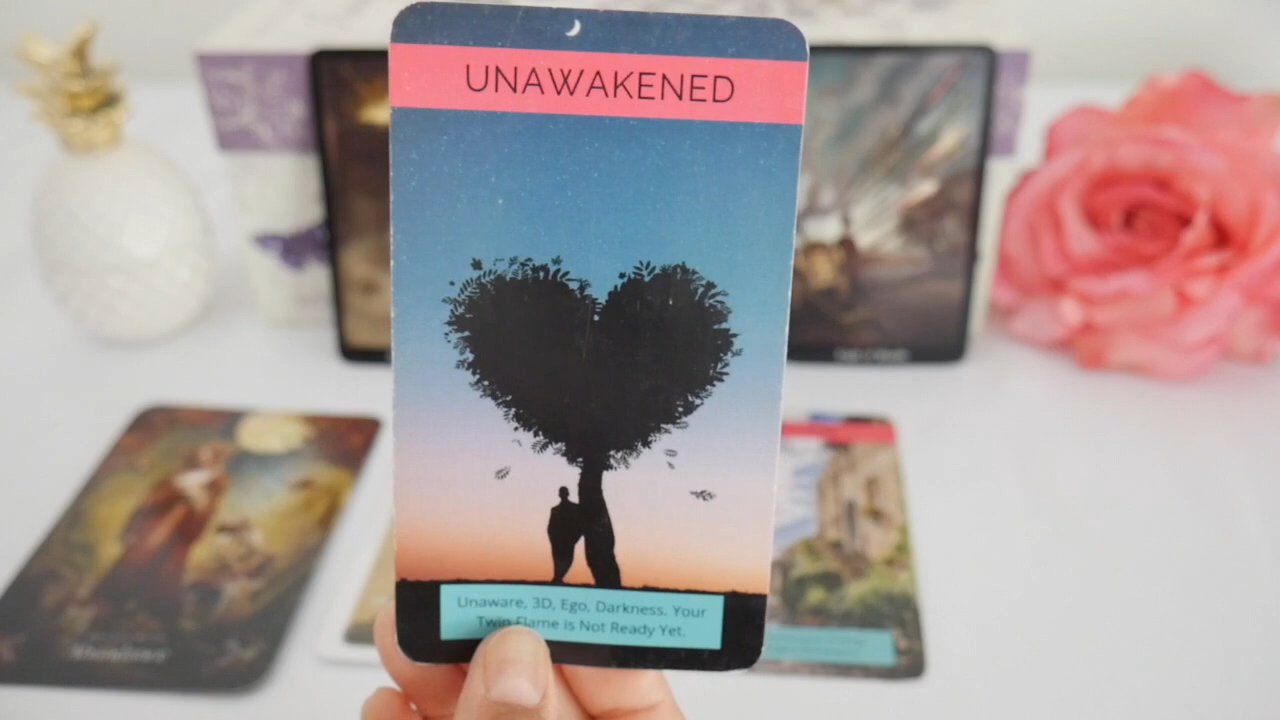 UNAWAKENED
Unaware, 3D, Ego, Darkness. Your
Twin Flame is Not Ready Yet.